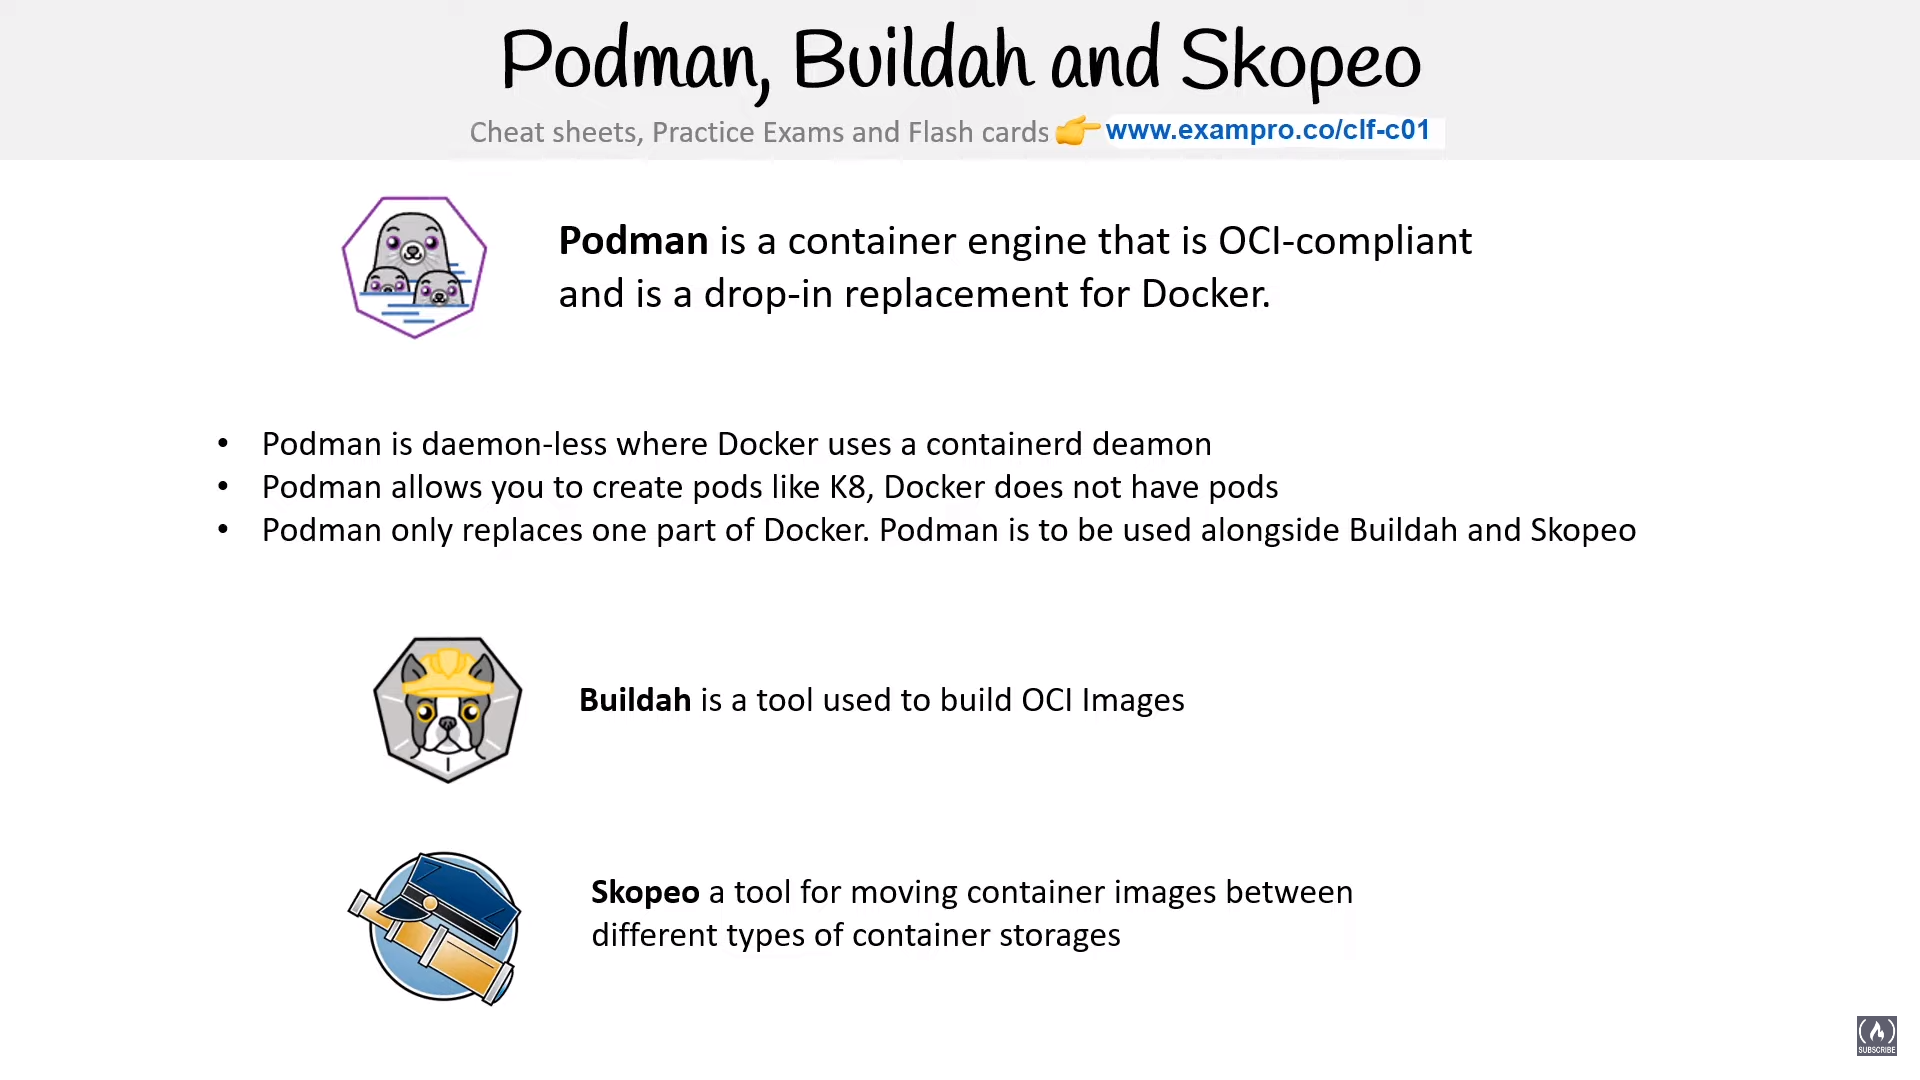 Podman, Buildah and Skopeo
Cheat sheets, Practice Exams and Flash cards 👉 www.exampro.co/clf-c01
Podman is a container engine that is OCI-compliant
and is a drop-in replacement for Docker.
• Podman is daemon-less where Docker uses a containerd deamon
• Podman allows you to create pods like K8, Docker does not have pods
• Podman only replaces one part of Docker. Podman is to be used alongside Buildah and Skopeo
Buildah is a tool used to build OCI Images
Skopeo a tool for moving container images between
different types of container storages
SUBSCRIBE